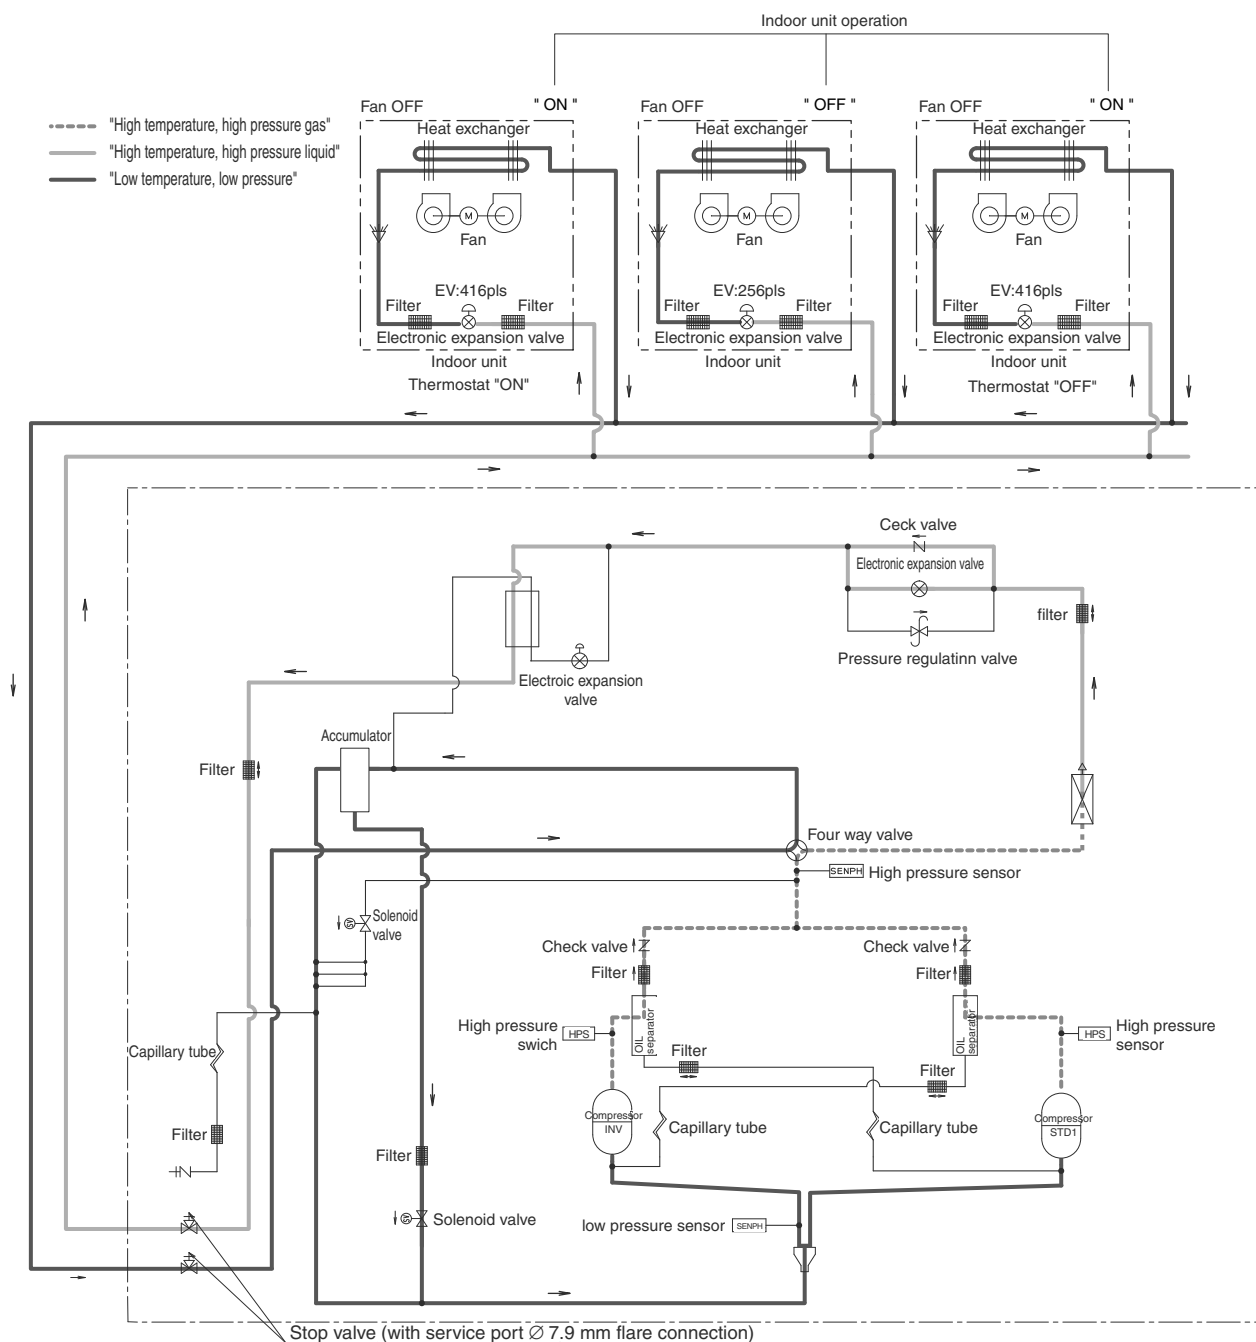 Indoor unit operation
Fan OFF
" ON "
Fan OFF
" OFF "
Fan OFF
" ON "
"High temperature, high pressure gas"
"High temperature, high pressure liquid"
"Low temperature, low pressure"
Heat exchanger
Heat exchanger
Heat exchanger
M
M
M
Fan
Fan
Fan
EV:416pls
EV:256pls
EV:416pls
Filter
Filter
Filter
Filter
Filter
Filter
Electronic expansion valve
Electronic expansion valve
Electronic expansion valve
Indoor unit
Indoor unit
Indoor unit
Thermostat "ON"
Thermostat "OFF"
Ceck valve
Electronic expansion valve
filter
Pressure regulatinn valve
Electroic expansion
valve
Accumulator
Filter
Four way valve
SENPH
High pressure sensor
Solenoid
valve
Check valve
Check valve
Filter
Filter
High pressure
swich
HPS
OIL
separator
OIL
separator
HPS
High pressure
sensor
Capillary tube
Filter
Filter
Compressor
INV
Capillary tube
Capillary tube
Compressor
STD1
Filter
Filter
low pressure sensor
SENPH
Solenoid valve
Stop valve (with service port ∅ 7.9 mm flare connection)